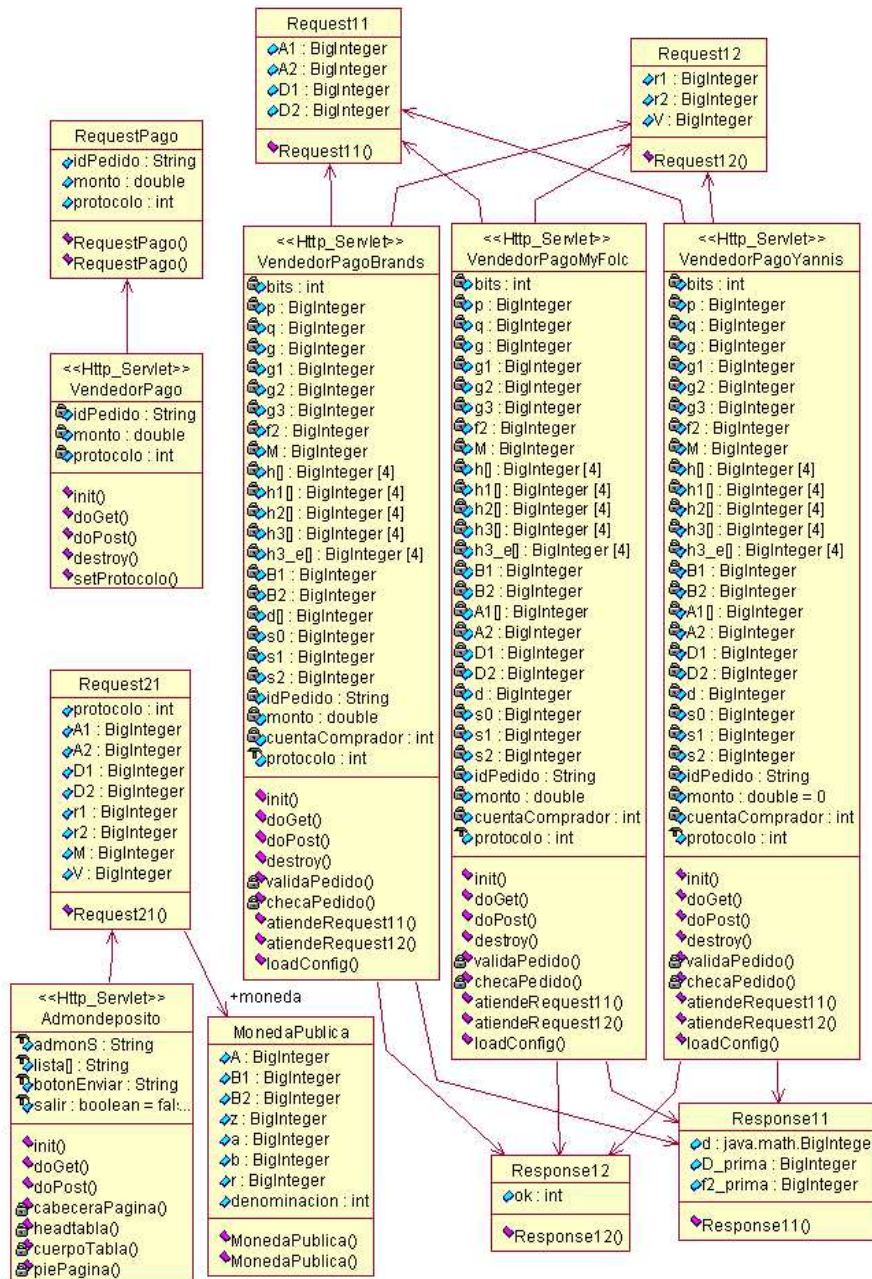 Request11
A1 : BigInteger
A2 : BigInteger
D1 : BigInteger
D2 : BigInteger
Request11()
Request12
r1 : BigInteger
r2 : BigInteger
V : BigInteger
Request12()
RequestPago
idPedido : String
monto : double
protocolo : int
RequestPago()
RequestPago()
<<Http_Servlet>>
VendedorPago
idPedido : String
monto : double
protocolo : int
init()
doGet()
doPost()
destroy()
setProtocolo()
<<Http_Servlet>>
VendedorPagoBrands
bits : int
p : BigInteger
q : BigInteger
g : BigInteger
g1 : BigInteger
g2 : BigInteger
g3 : BigInteger
f2 : BigInteger
M : BigInteger
h[] : BigInteger [4]
h1[] : BigInteger [4]
h2[] : BigInteger [4]
h3[] : BigInteger [4]
h3_e[] : BigInteger [4]
B1 : BigInteger
B2 : BigInteger
d[] : BigInteger
s0 : BigInteger
s1 : BigInteger
s2 : BigInteger
idPedido : String
monto : double
cuentaComprador : int
protocolo : int
init()
doGet()
doPost()
destroy()
validaPedido()
checaPedido()
atiendeRequest11()
atiendeRequest12()
loadConfig()
<<Http_Servlet>>
VendedorPagoMyFolc
bits : int
p : BigInteger
q : BigInteger
g : BigInteger
g1 : BigInteger
g2 : BigInteger
g3 : BigInteger
f2 : BigInteger
M : BigInteger
h[] : BigInteger [4]
h1[] : BigInteger [4]
h2[] : BigInteger [4]
h3[] : BigInteger [4]
h3_e[] : BigInteger [4]
B1 : BigInteger
B2 : BigInteger
A1[] : BigInteger
A2 : BigInteger
D1 : BigInteger
D2 : BigInteger
d : BigInteger
s0 : BigInteger
s1 : BigInteger
s2 : BigInteger
idPedido : String
monto : double
cuentaComprador : int
protocolo : int
init()
doGet()
doPost()
destroy()
validaPedido()
checaPedido()
atiendeRequest11()
atiendeRequest12()
loadConfig()
<<Http_Servlet>>
VendedorPagoYannis
bits : int
p : BigInteger
q : BigInteger
g : BigInteger
g1 : BigInteger
g2 : BigInteger
g3 : BigInteger
f2 : BigInteger
M : BigInteger
h[] : BigInteger [4]
h1[] : BigInteger [4]
h2[] : BigInteger [4]
h3[] : BigInteger [4]
h3_e[] : BigInteger [4]
B1 : BigInteger
B2 : BigInteger
A1[] : BigInteger
A2 : BigInteger
D1 : BigInteger
D2 : BigInteger
d : BigInteger
s0 : BigInteger
s1 : BigInteger
s2 : BigInteger
idPedido : String
monto : double = 0
cuentaComprador : int
protocolo : int
init()
doGet()
doPost()
destroy()
validaPedido()
checaPedido()
atiendeRequest11()
atiendeRequest12()
loadConfig()
Request21
protocolo : int
A1 : BigInteger
A2 : BigInteger
D1 : BigInteger
D2 : BigInteger
r1 : BigInteger
r2 : BigInteger
M : BigInteger
V : BigInteger
Request21()
+moneda
<<Http_Servlet>>
Admondeposito
admonS : String
lista[] : String
botonEnviar : String
salir : boolean = fal...
init()
doGet()
doPost()
cabeceraPagina()
headtabla()
cuerpoTabla()
piePagina()
MonedaPublica
A : BigInteger
B1 : BigInteger
B2 : BigInteger
z : BigInteger
a : BigInteger
b : BigInteger
r : BigInteger
denominacion : int
MonedaPublica()
MonedaPublica()
Response12
ok : int
Response12()
Response11
d : java.math.BigIntege
D_prima : BigInteger
f2_prima : BigInteger
Response11()